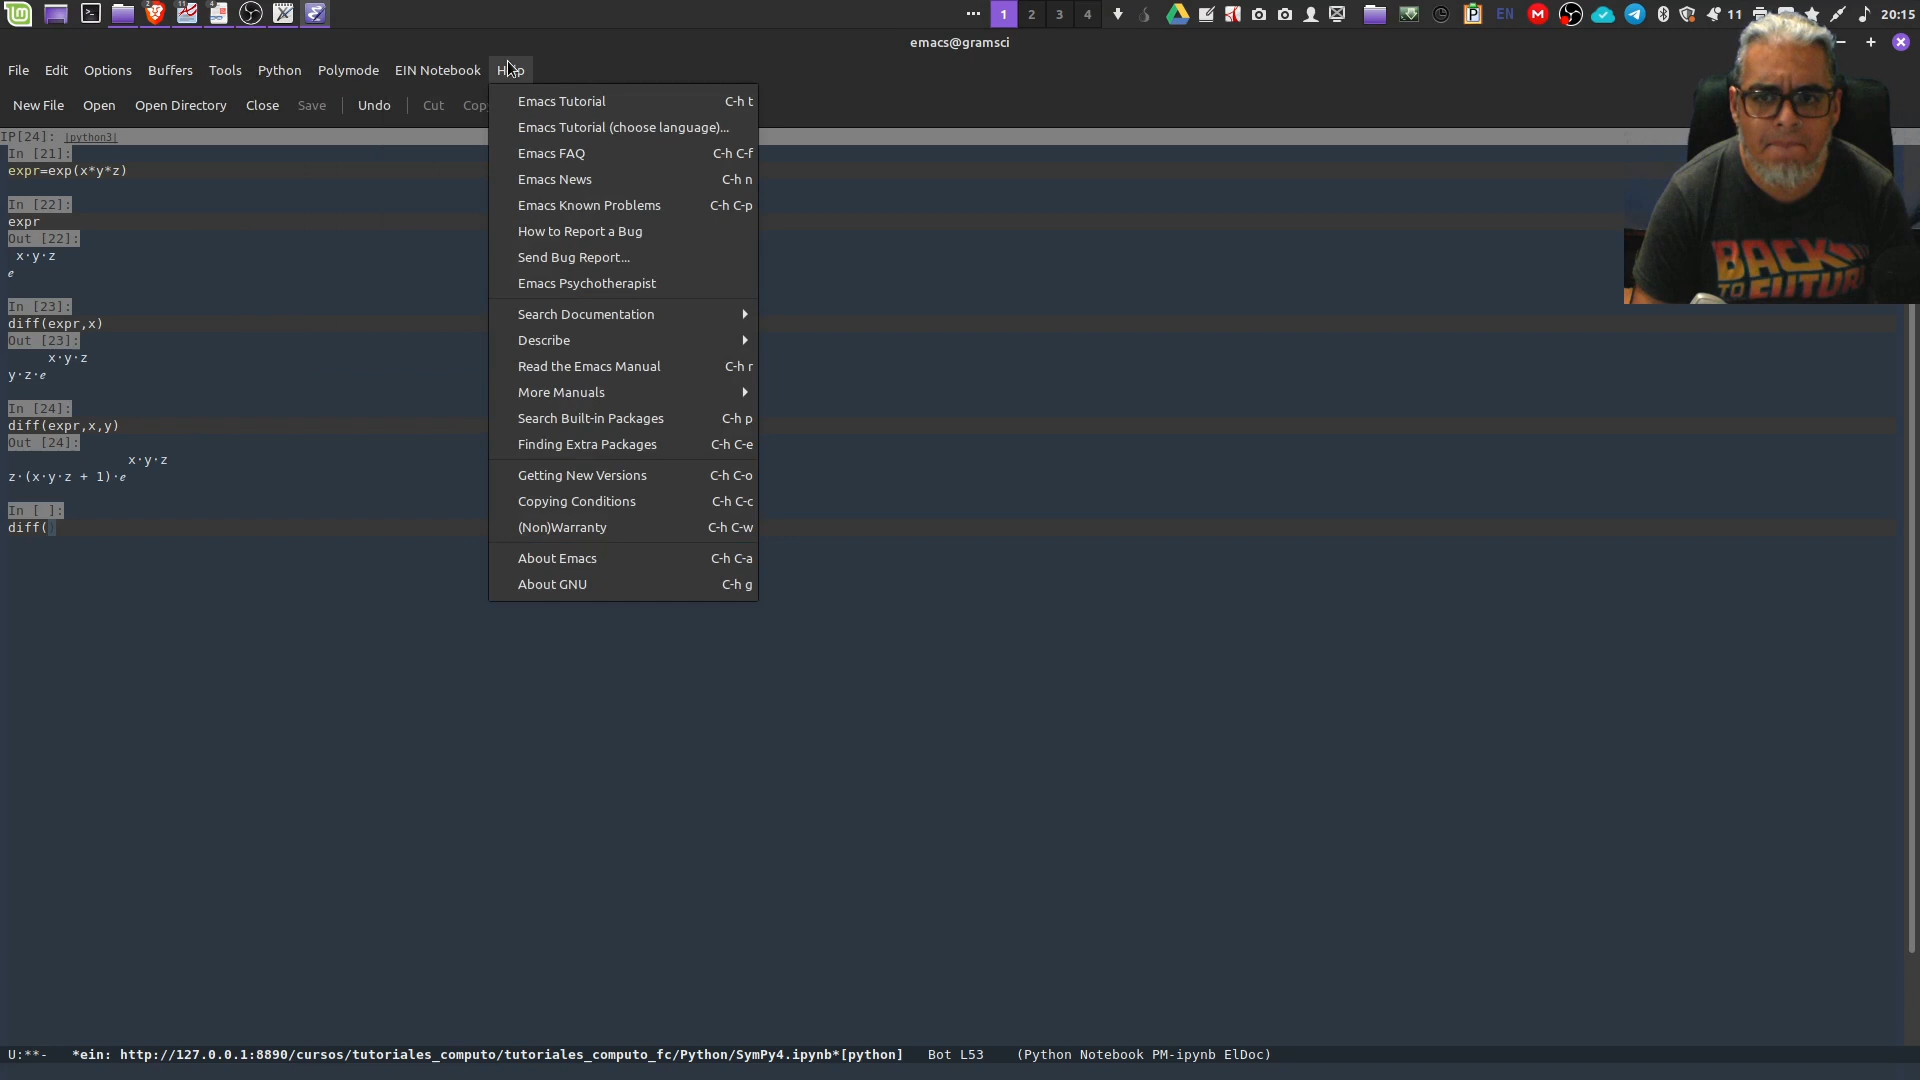 1 2 3 4 EN 11 20:15
emacs@gramsci
File Edit Options Buffers Tools Python Polymode EIN Notebook Help
New File Open Open Directory Close Save Undo Cut
IP[24]: |python3|
In [21]:
expr=exp(x*y*z)
In [22]:
expr
Out [22]:
x·y·z
ℯ
In [23]:
diff(expr,x)
Out [23]:
x·y·z
y·z·ℯ
In [24]:
diff(expr,x,y)
Out [24]:
x·y·z
z·(x·y·z + 1)·ℯ
In [ ]:
diff()
Emacs Tutorial C-h t
Emacs Tutorial (choose language)...
Emacs FAQ C-h C-f
Emacs News C-h n
Emacs Known Problems C-h C-p
How to Report a Bug
Send Bug Report...
Emacs Psychotherapist
Search Documentation
Describe
Read the Emacs Manual C-h r
More Manuals
Search Built-in Packages C-h p
Finding Extra Packages C-h C-e
Getting New Versions C-h C-o
Copying Conditions C-h C-c
(Non)Warranty C-h C-w
About Emacs C-h C-a
About GNU C-h g
BACK
TO FUTURE
U:**- *ein: http://127.0.0.1:8890/cursos/tutoriales_computo/tutoriales_computo_fc/Python/SymPy4.ipynb*[python] Bot L53 (Python Notebook PM-ipynb ElDoc)